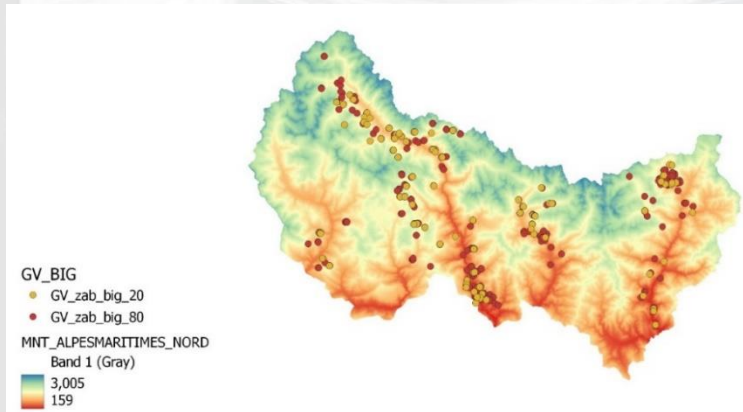 GV_BIG
GV_zab_big_20
GV_zab_big_80
MNT_ALPESMARITIMES_NORD
Band 1 (Gray)
3,005
159